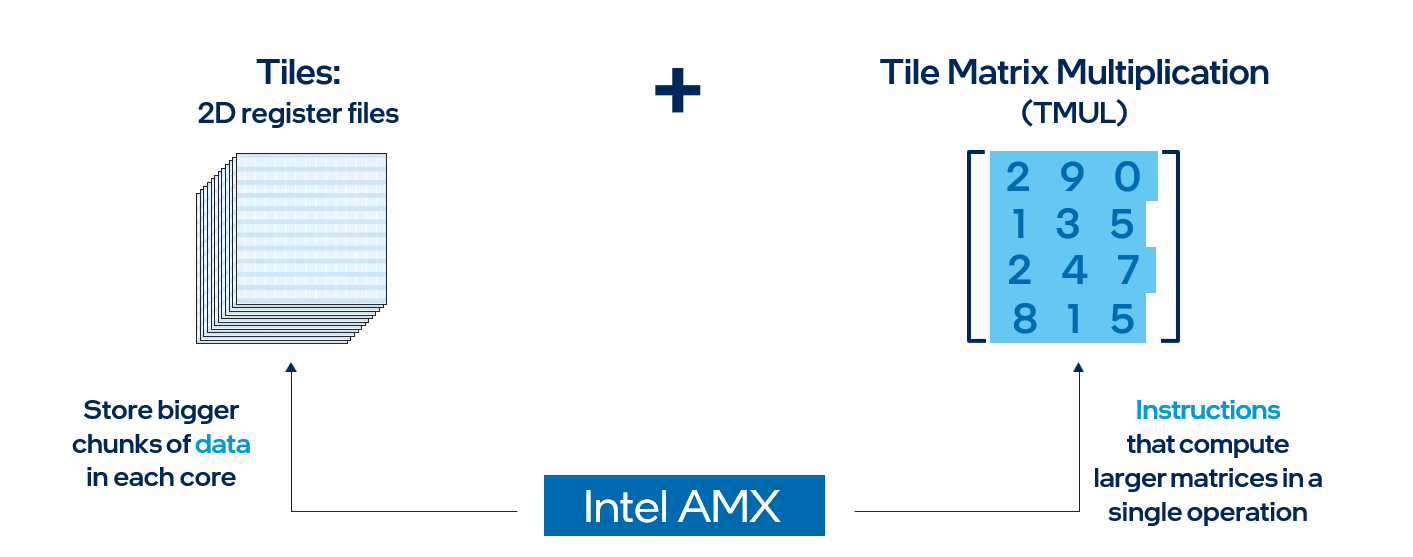 Tiles:
2D register files
+
Tile Matrix Multiplication
(TMUL)
2 9 0
1 3 5
2 4 7
8 1 5
Store bigger
chunks of data
in each core
Intel AMX
Instructions
that compute
larger matrices in a
single operation